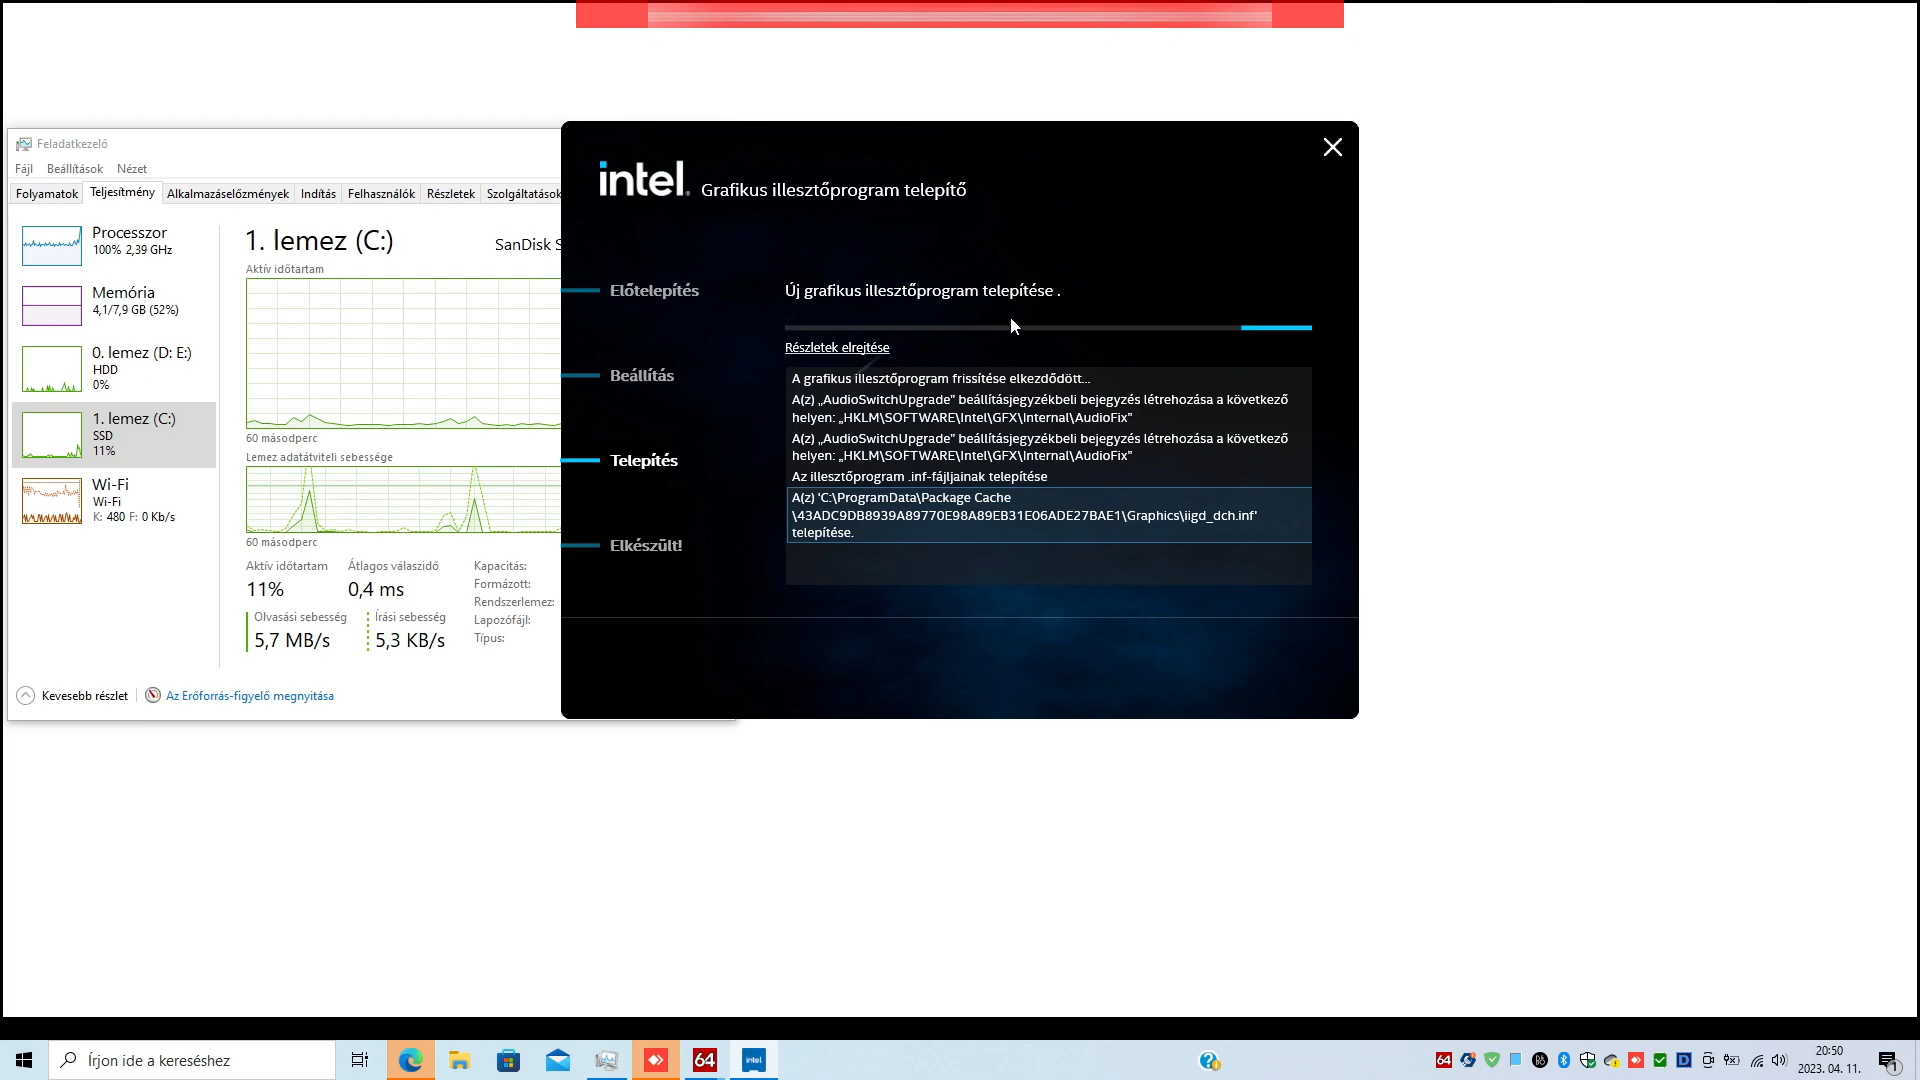 Feladatkezelő
Fájl Beállítások Nézet
Folyamatok Teljesítmény Alkalmazáselőzmények Indítás Felhasználók Részletek Szolgáltatások
Processzor
100% 2,39 GHz
Memória
4,1/7,9 GB (52%)
0. lemez (D: E:)
HDD
0%
1. lemez (C:)
SSD
11%
Wi-Fi
Wi-Fi
K: 480 F: 0 Kb/s
1. lemez (C:) SanDisk S
Aktív időtartam
60 másodperc
Lemez adatátviteli sebessége
60 másodperc
Aktív időtartam
11%
Átlagos válaszidő
0,4 ms
Olvasási sebesség
5,7 MB/s
Írási sebesség
5,3 KB/s
Kapacitás:
Formázott:
Rendszerlemez:
Lapozófájl:
Típus:
Kevesebb részlet
Az Erőforrás-figyelő megnyitása
intel. Grafikus illesztőprogram telepítő
Előtelepítés
Beállítás
Telepítés
Elkészült!
Új grafikus illesztőprogram telepítése .
Részletek elrejtése
A grafikus illesztőprogram frissítése elkezdődött...
A(z) „AudioSwitchUpgrade” beállításjegyzékbeli bejegyzés létrehozása a következő
helyen: „HKLM\SOFTWARE\Intel\GFX\Internal\AudioFix”
A(z) „AudioSwitchUpgrade” beállításjegyzékbeli bejegyzés létrehozása a következő
helyen: „HKLM\SOFTWARE\Intel\GFX\Internal\AudioFix”
Az illesztőprogram .inf-fájljainak telepítése
A(z) 'C:\ProgramData\Package Cache
\43ADC9DB8939A89770E98A89EB31E06ADE27BAE1\Graphics\iigd_dch.inf'
telepítése.
Írjon ide a kereséshez
64
intel
64
20:50
2023. 04. 11.
1